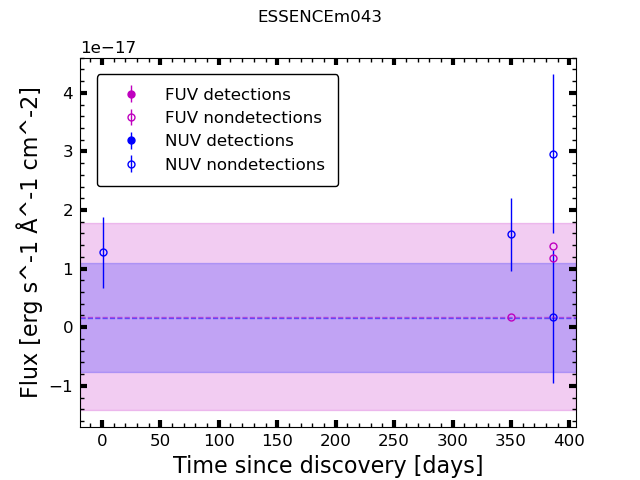 ESSENCEm043
1e−17
Flux [erg s^-1 Å^-1 cm^-2]
4
3
2
1
0
−1
FUV detections
FUV nondetections
NUV detections
NUV nondetections
0 50 100 150 200 250 300 350 400
Time since discovery [days]